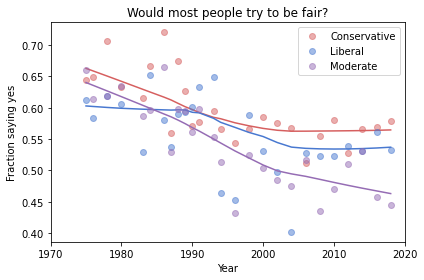 Would most people try to be fair?
Conservative
Liberal
Moderate
0.70
0.65
0.60
0.55
0.50
0.45
0.40
Fraction saying yes
1970
1980
1990
2000
2010
2020
Year